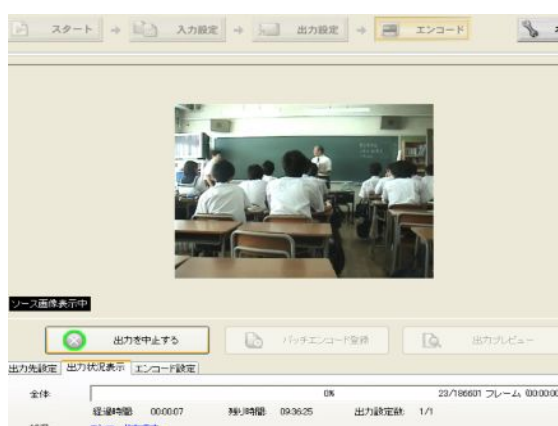 スタート
入力設定
出力設定
エンコード
ソース画像表示中
出力を中止する
バッチエンコード登録
出力プレビュー
出力先設定 出力状況表示 エンコード設定
全体:
0%
23/186601 フレーム (00:00:00
経過時間: 00:00:07 残り時間: 09:36:25 出力設定数: 1/1